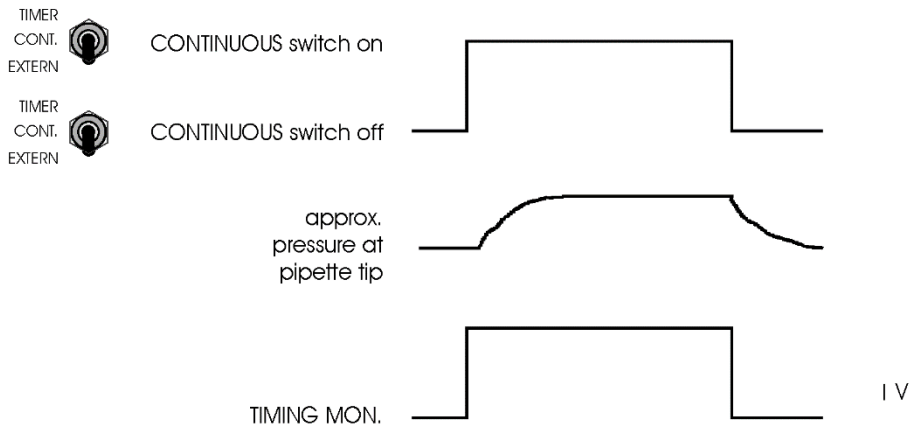 TIMER
CONT.
EXTERN
CONTINUOUS switch on
TIMER
CONT.
EXTERN
CONTINUOUS switch off
approx.
pressure at
pipette tip
TIMING MON.
1 V